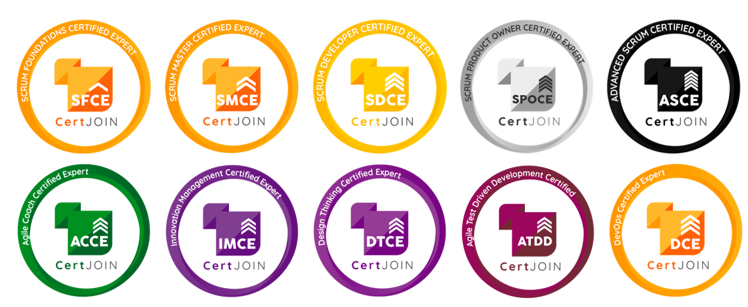 SCRUM FOUNDATIONS CERTIFIED EXPERT
SFCE
CertJOIN
SCRUM MASTER CERTIFIED EXPERT
SMCE
CertJOIN
SCRUM DEVELOPER CERTIFIED EXPERT
SDCE
CertJOIN
SCRUM PRODUCT OWNER CERTIFIED EXPERT
SPOCE
CertJOIN
ADVANCED SCRUM CERTIFIED EXPERT
ASCE
CertJOIN
Agile Coach Certified Expert
ACCE
CertJOIN
Innovation Management Certified Expert
IMCE
CertJOIN
Design Thinking Certified Expert
DTCE
CertJOIN
Agile Test Driven Development Certified
ATDD
CertJOIN
DevOps Certified Expert
DCE
CertJOIN